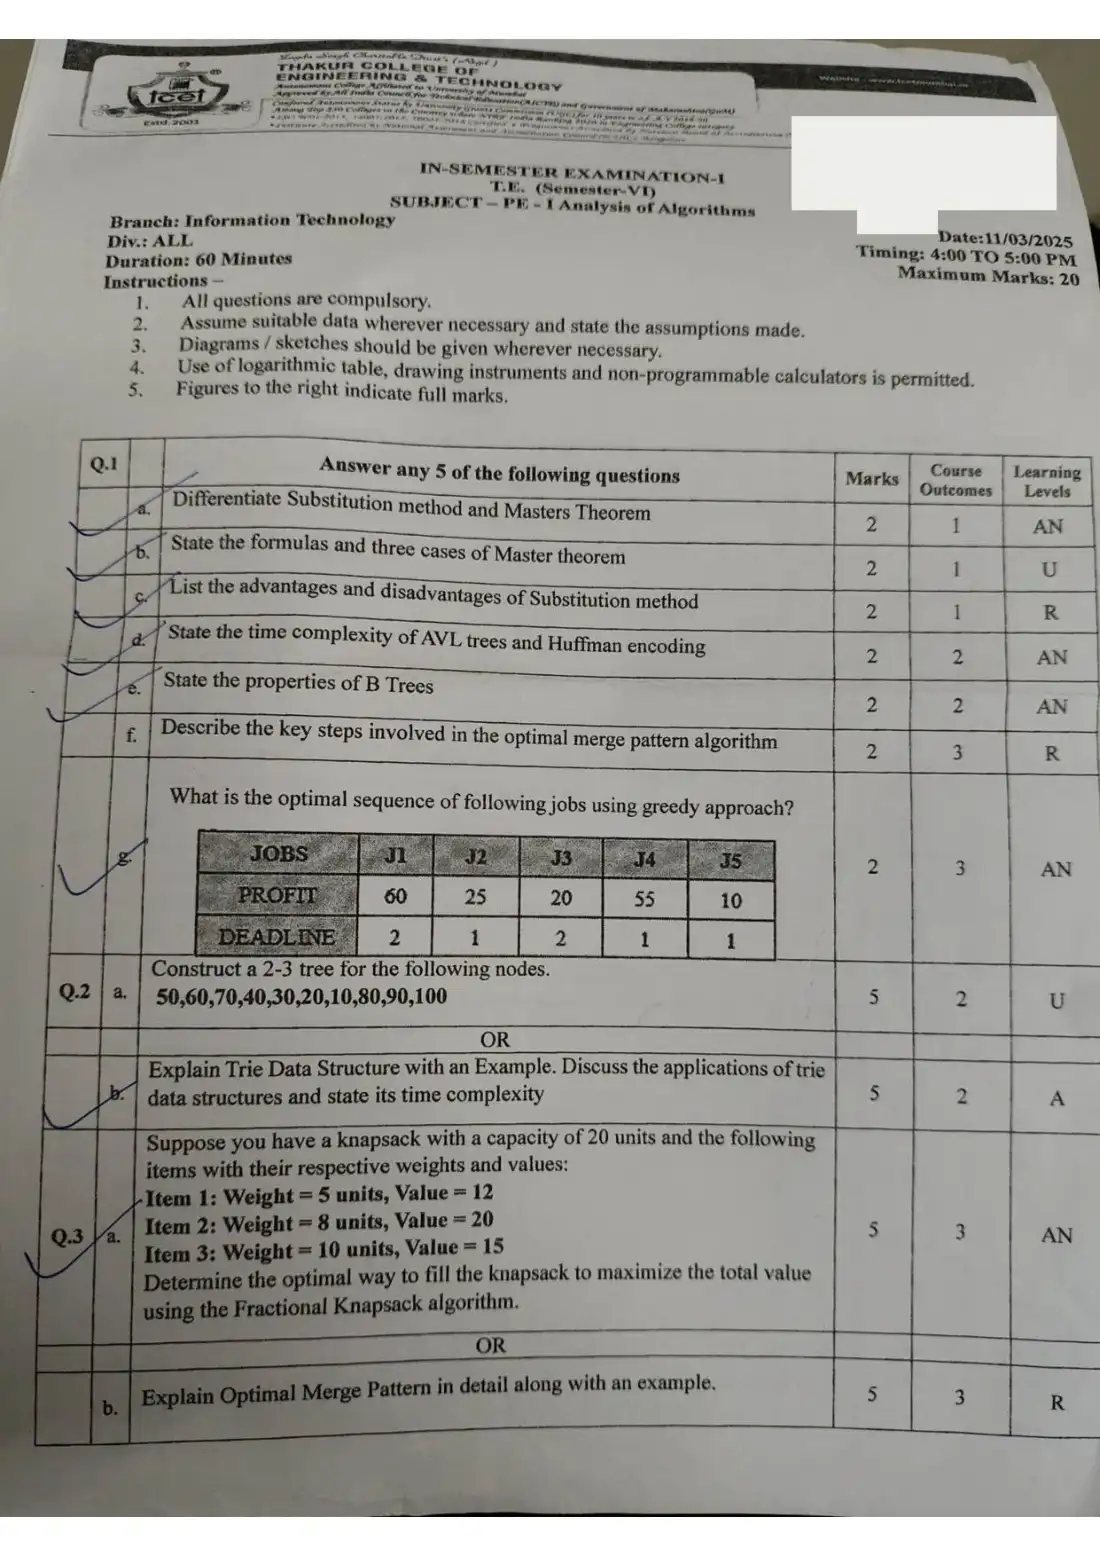 THAKUR COLLEGE OF
ENGINEERING & TECHNOLOGY
Autonomous College Affiliated to University of Mumbai
tcet
Estd. 2001
IN-SEMESTER EXAMINATION-I
T.E. (Semester-VI)
SUBJECT – PE - I Analysis of Algorithms
Branch: Information Technology
Div.: ALL
Date:11/03/2025
Duration: 60 Minutes
Timing: 4:00 TO 5:00 PM
Instructions –
Maximum Marks: 20
1. All questions are compulsory.
2. Assume suitable data wherever necessary and state the assumptions made.
3. Diagrams / sketches should be given wherever necessary.
4. Use of logarithmic table, drawing instruments and non-programmable calculators is permitted.
5. Figures to the right indicate full marks.
Q.1 Answer any 5 of the following questions Marks Course Outcomes Learning Levels
a. Differentiate Substitution method and Masters Theorem 2 1 AN
b. State the formulas and three cases of Master theorem 2 1 U
c. List the advantages and disadvantages of Substitution method 2 1 R
d. State the time complexity of AVL trees and Huffman encoding 2 2 AN
e. State the properties of B Trees 2 2 AN
f. Describe the key steps involved in the optimal merge pattern algorithm 2 3 R
What is the optimal sequence of following jobs using greedy approach?
g. 2 3 AN
JOBS J1 J2 J3 J4 J5
PROFIT 60 25 20 55 10
DEADLINE 2 1 2 1 1
Q.2 a. Construct a 2-3 tree for the following nodes.
50,60,70,40,30,20,10,80,90,100 5 2 U
OR
b. Explain Trie Data Structure with an Example. Discuss the applications of trie
data structures and state its time complexity 5 2 A
Suppose you have a knapsack with a capacity of 20 units and the following
items with their respective weights and values:
Item 1: Weight = 5 units, Value = 12
Item 2: Weight = 8 units, Value = 20
Q.3 a. Item 3: Weight = 10 units, Value = 15 5 3 AN
Determine the optimal way to fill the knapsack to maximize the total value
using the Fractional Knapsack algorithm.
OR
b. Explain Optimal Merge Pattern in detail along with an example. 5 3 R